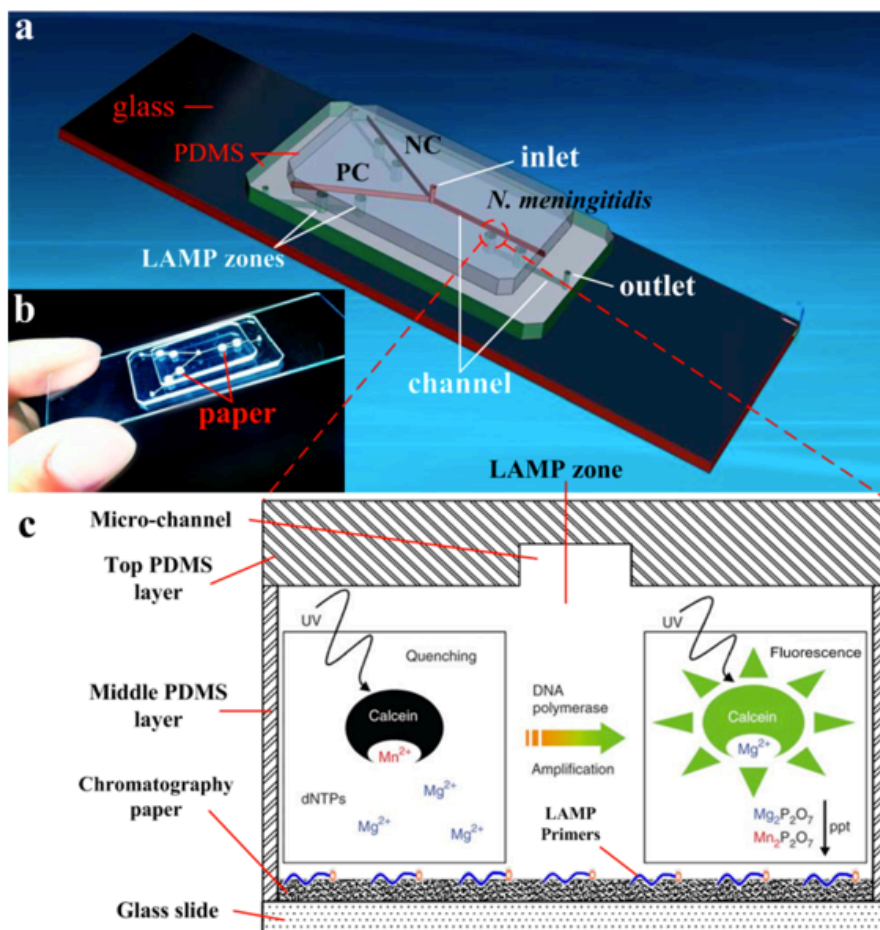 a
glass
PDMS
NC
PC
inlet
N. meningitidis
LAMP zones
outlet
channel
b
paper
LAMP zone
c
Micro-channel
Top PDMS
layer
UV
UV
Quenching
Fluorescence
Middle PDMS
layer
Calcein
Mn2+
DNA
polymerase
Amplification
Calcein
Mg2+
dNTPs
Mg2+
Mg2+
Mg2+
Chromatography
paper
LAMP
Primers
Mg2P2O7
Mn2P2O7
ppt
Glass slide